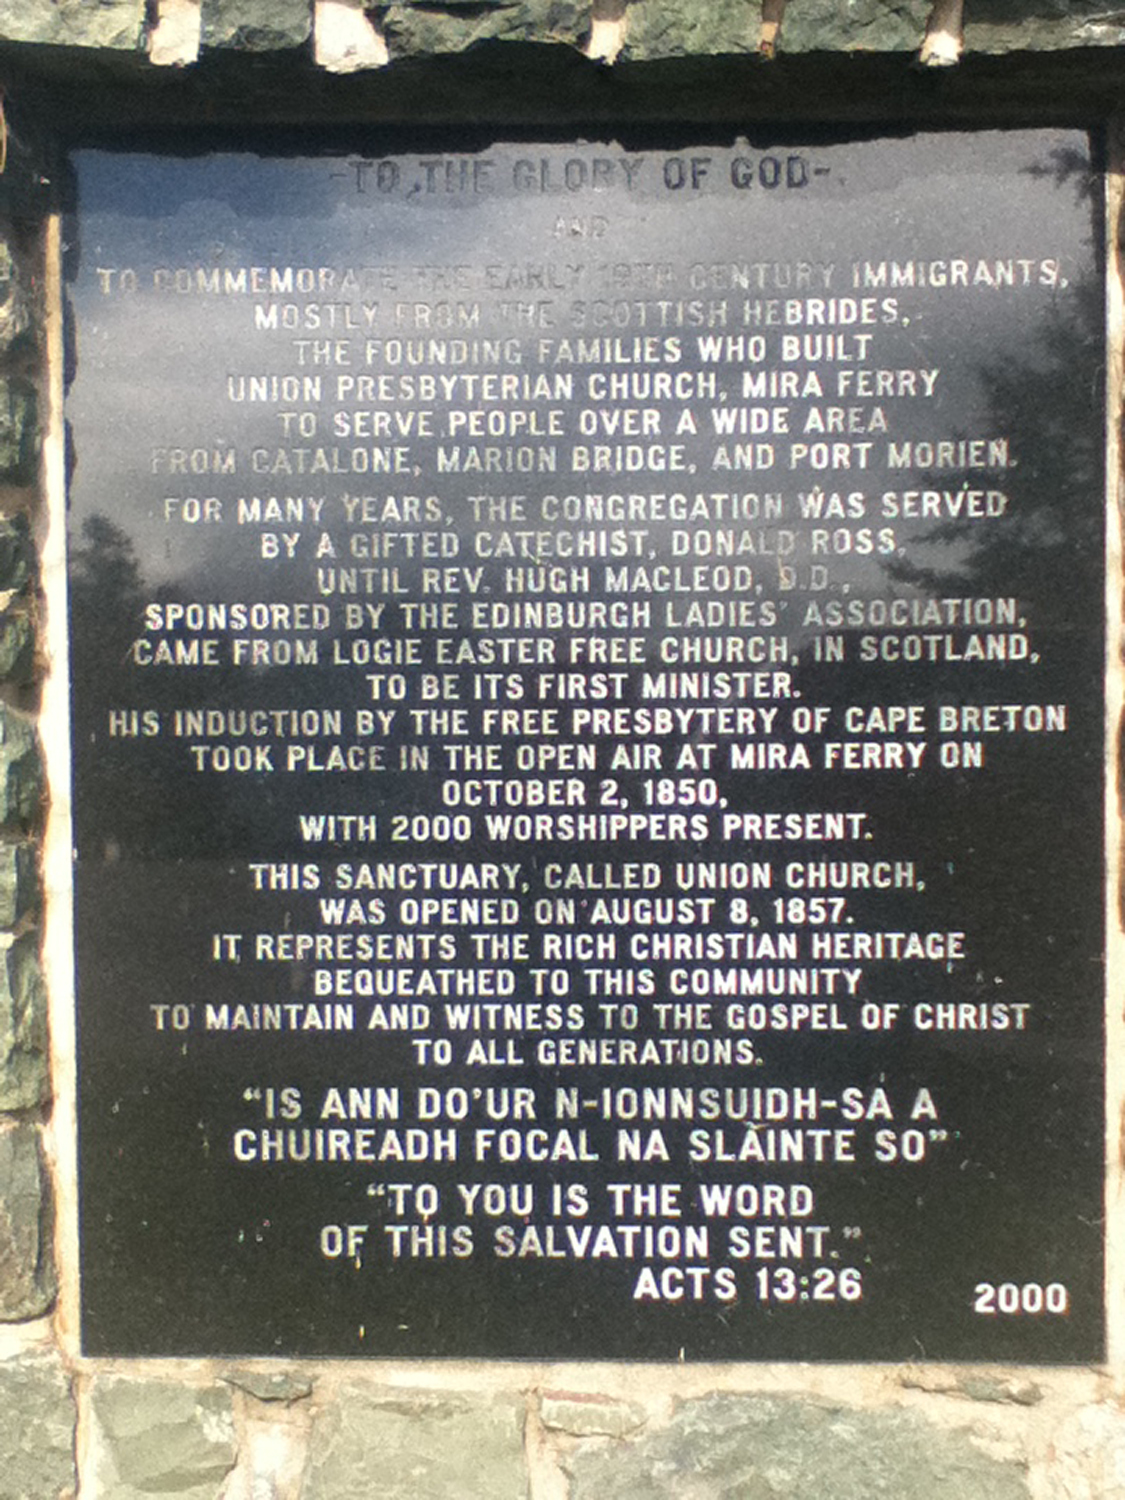 -TO THE GLORY OF GOD-
AND
TO COMMEMORATE THE EARLY 19TH CENTURY IMMIGRANTS,
MOSTLY FROM THE SCOTTISH HEBRIDES,
THE FOUNDING FAMILIES WHO BUILT
UNION PRESBYTERIAN CHURCH, MIRA FERRY
TO SERVE PEOPLE OVER A WIDE AREA
FROM CATALONE, MARION BRIDGE, AND PORT MORIEN.
FOR MANY YEARS, THE CONGREGATION WAS SERVED
BY A GIFTED CATECHIST, DONALD ROSS,
UNTIL REV. HUGH MACLEOD, D.D.,
SPONSORED BY THE EDINBURGH LADIES' ASSOCIATION,
CAME FROM LOGIE EASTER FREE CHURCH, IN SCOTLAND,
TO BE ITS FIRST MINISTER.
HIS INDUCTION BY THE FREE PRESBYTERY OF CAPE BRETON
TOOK PLACE IN THE OPEN AIR AT MIRA FERRY ON
OCTOBER 2, 1850,
WITH 2000 WORSHIPPERS PRESENT.
THIS SANCTUARY, CALLED UNION CHURCH,
WAS OPENED ON AUGUST 8, 1857.
IT REPRESENTS THE RICH CHRISTIAN HERITAGE
BEQUEATHED TO THIS COMMUNITY
TO MAINTAIN AND WITNESS TO THE GOSPEL OF CHRIST
TO ALL GENERATIONS.
"IS ANN DO'UR N-IONNSUIDH-SA A
CHUIREADH FOCAL NA SLÀINTE SO"
"TO YOU IS THE WORD
OF THIS SALVATION SENT."
ACTS 13:26
2000